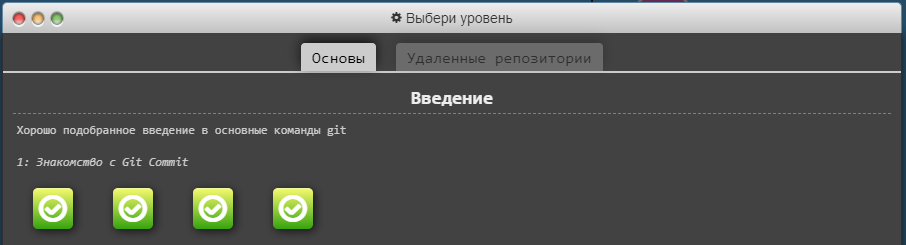 Выбери уровень
Основы
Удаленные репозитории
Введение
Хорошо подобранное введение в основные команды git
1: Знакомство с Git Commit